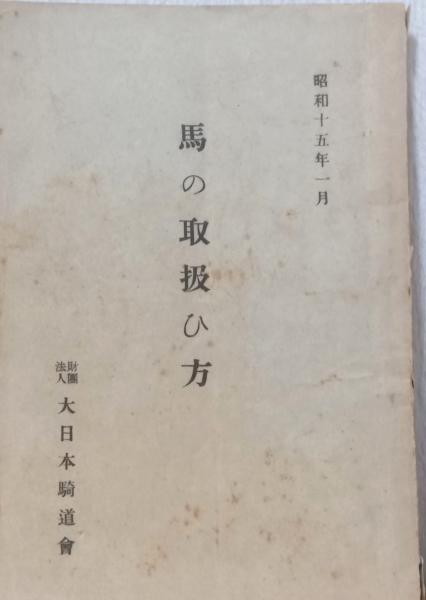 昭和十五年一月
馬の取扱ひ方
財團法人 大日本騎道會